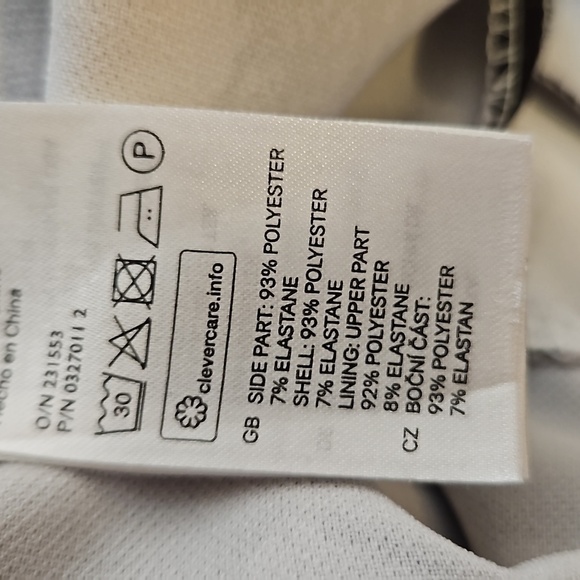 en China
O/N 231553
P/N 0327011 2
30
P
clevercare.info
GB SIDE PART: 93% POLYESTER
7% ELASTANE
SHELL: 93% POLYESTER
7% ELASTANE
LINING: UPPER PART
92% POLYESTER
8% ELASTANE
CZ BOČNÍ ČÁST:
93% POLYESTER
7% ELASTAN